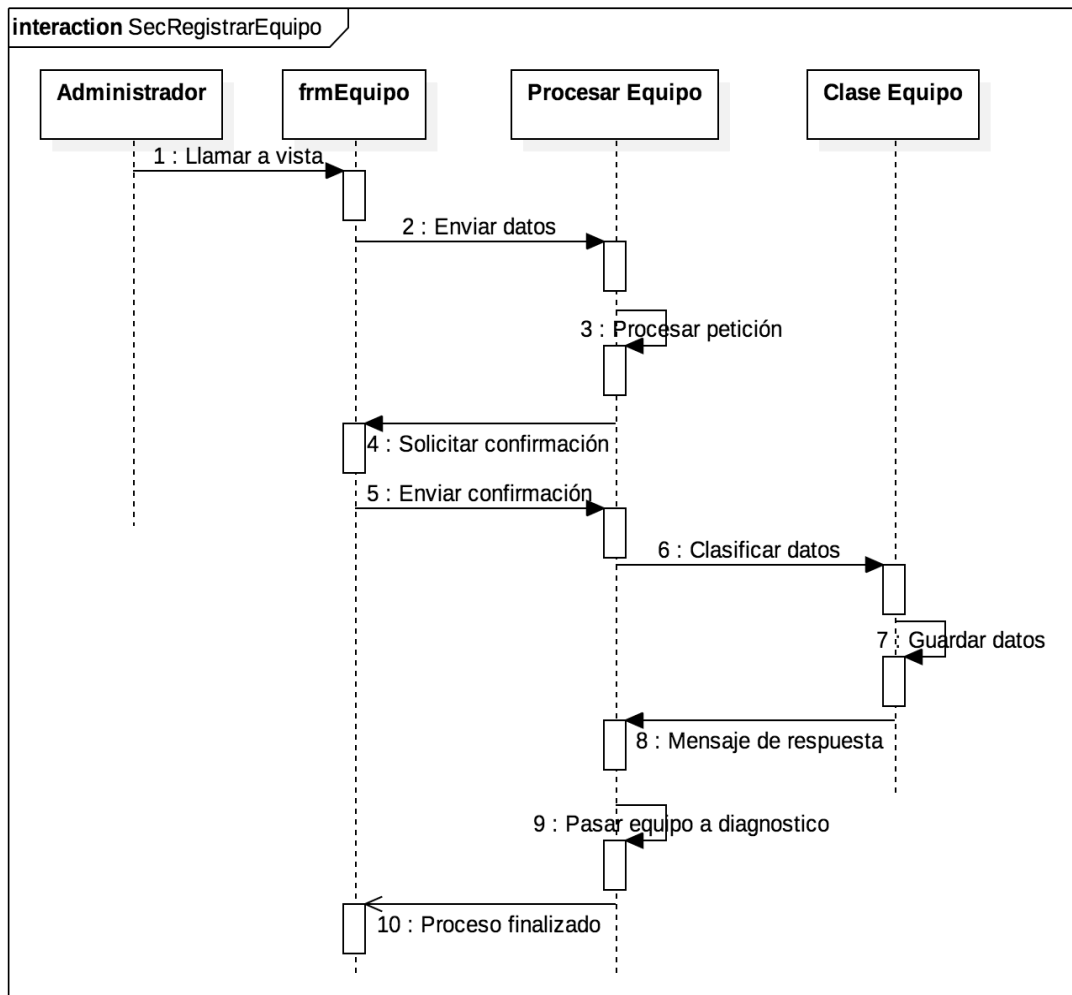 interaction SecRegistrarEquipo
Administrador
frmEquipo
Procesar Equipo
Clase Equipo
1 : Llamar a vista
2 : Enviar datos
3 : Procesar petición
4 : Solicitar confirmación
5 : Enviar confirmación
6 : Clasificar datos
7 : Guardar datos
8 : Mensaje de respuesta
9 : Pasar equipo a diagnostico
10 : Proceso finalizado